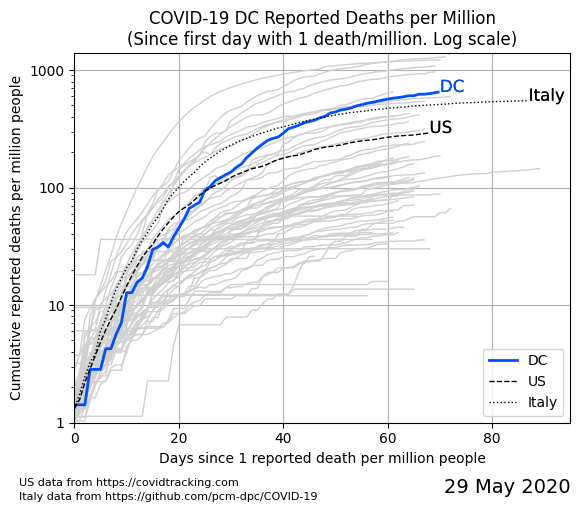 COVID-19 DC Reported Deaths per Million
(Since first day with 1 death/million. Log scale)
Cumulative reported deaths per million people
1000
100
10
1
DC
Italy
US
DC
US
Italy
0
20
40
60
80
Days since 1 reported death per million people
US data from https://covidtracking.com
Italy data from https://github.com/pcm-dpc/COVID-19
29 May 2020